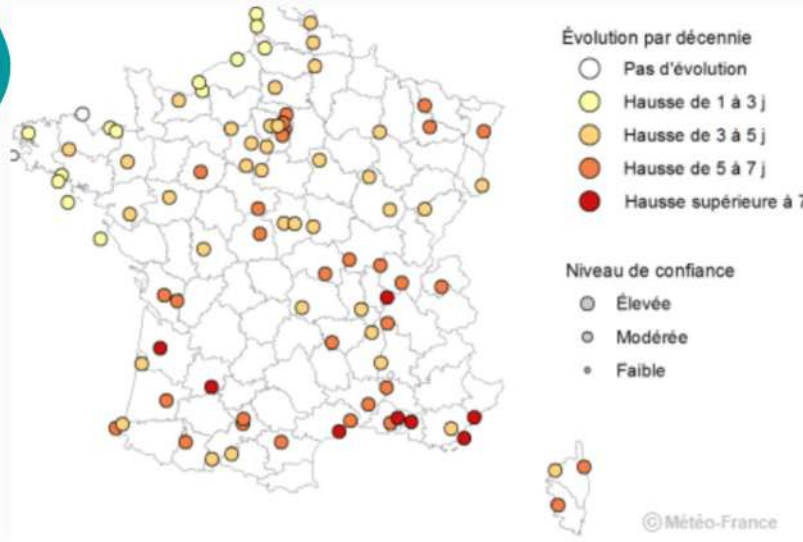 Évolution par décennie
Pas d'évolution
Hausse de 1 à 3 j
Hausse de 3 à 5 j
Hausse de 5 à 7 j
Hausse supérieure à 7
Niveau de confiance
Élevée
Modérée
Faible
©Météo-France